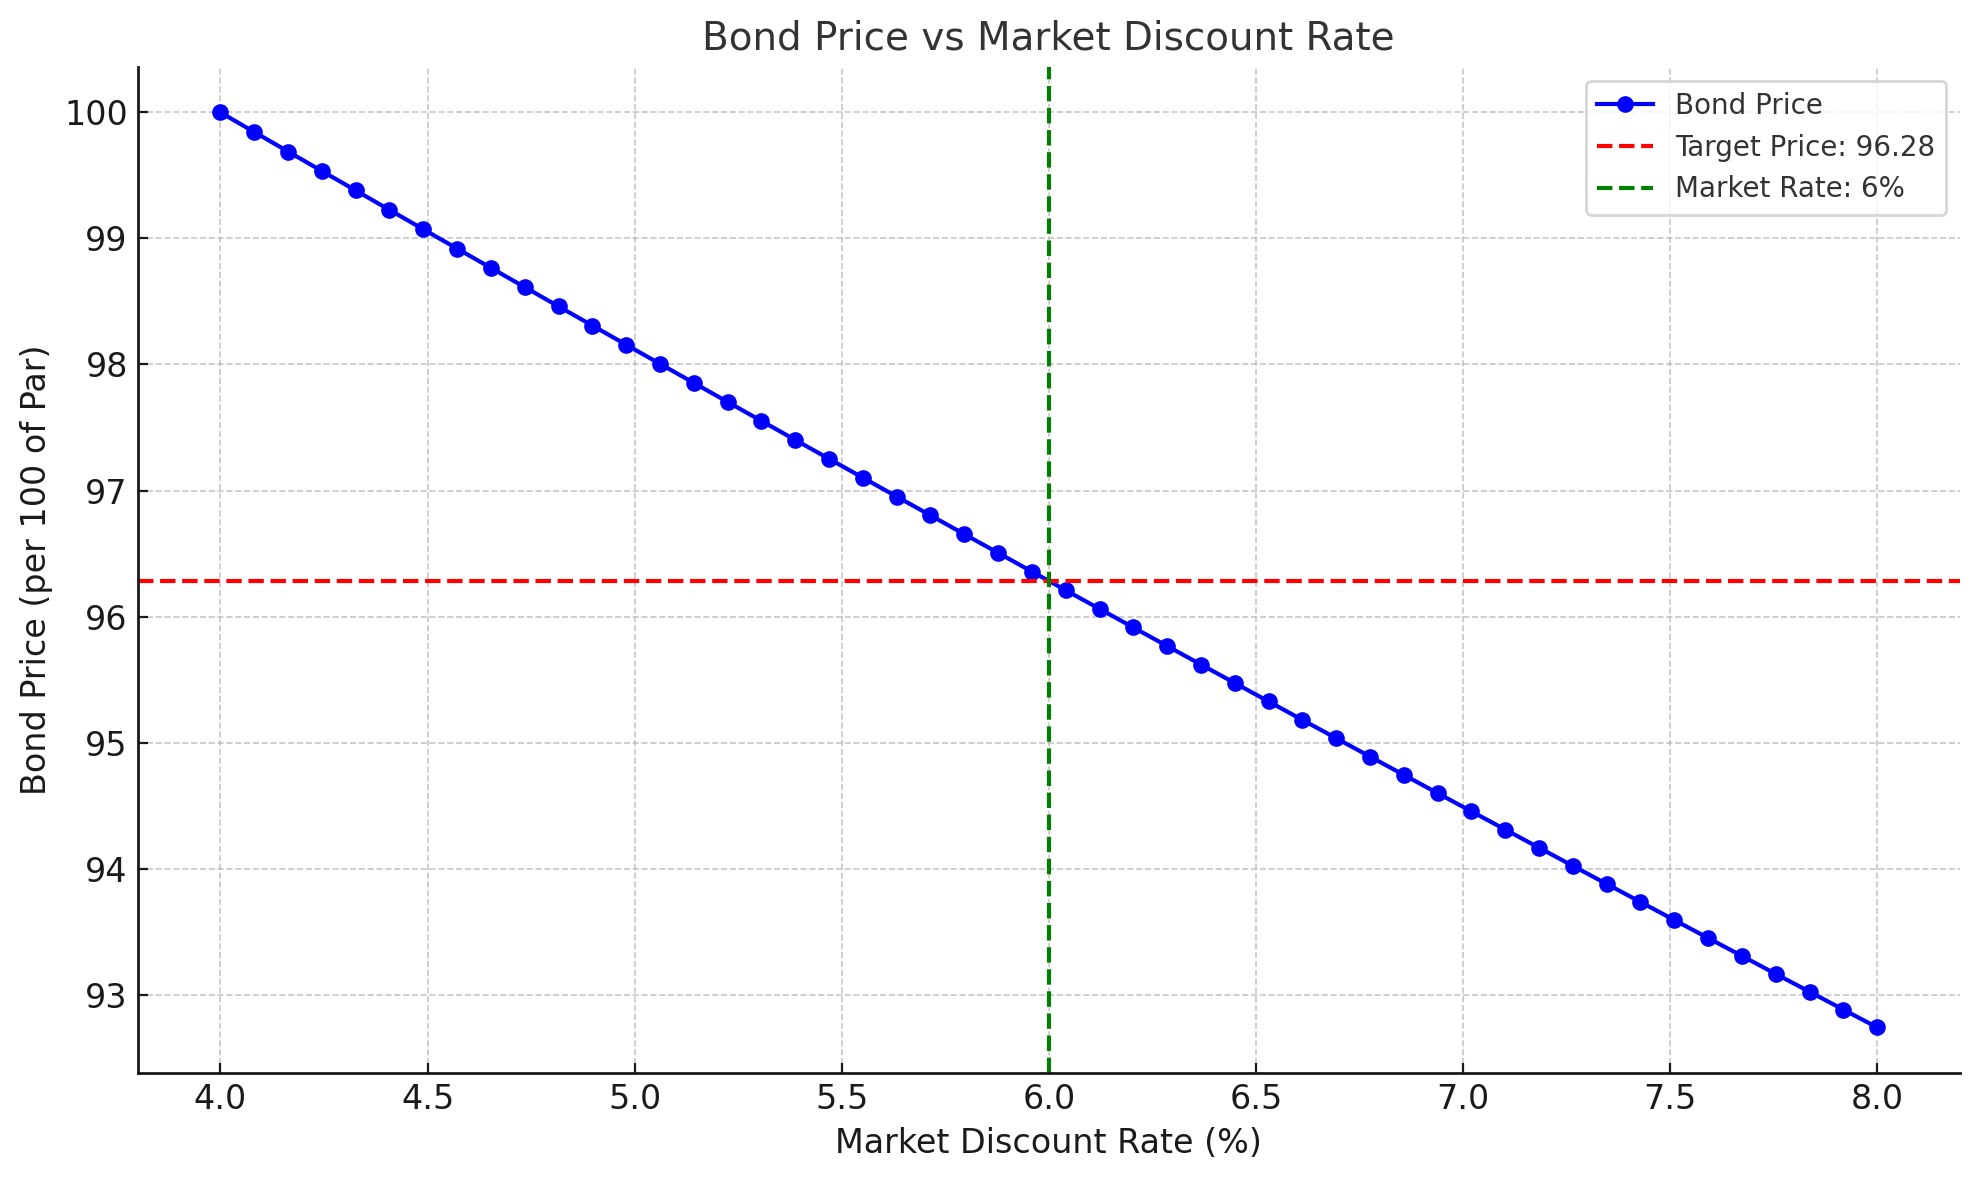 Bond Price vs Market Discount Rate
Bond Price
Target Price: 96.28
Market Rate: 6%
Bond Price (per 100 of Par)
100
99
98
97
96
95
94
93
4.0 4.5 5.0 5.5 6.0 6.5 7.0 7.5 8.0
Market Discount Rate (%)